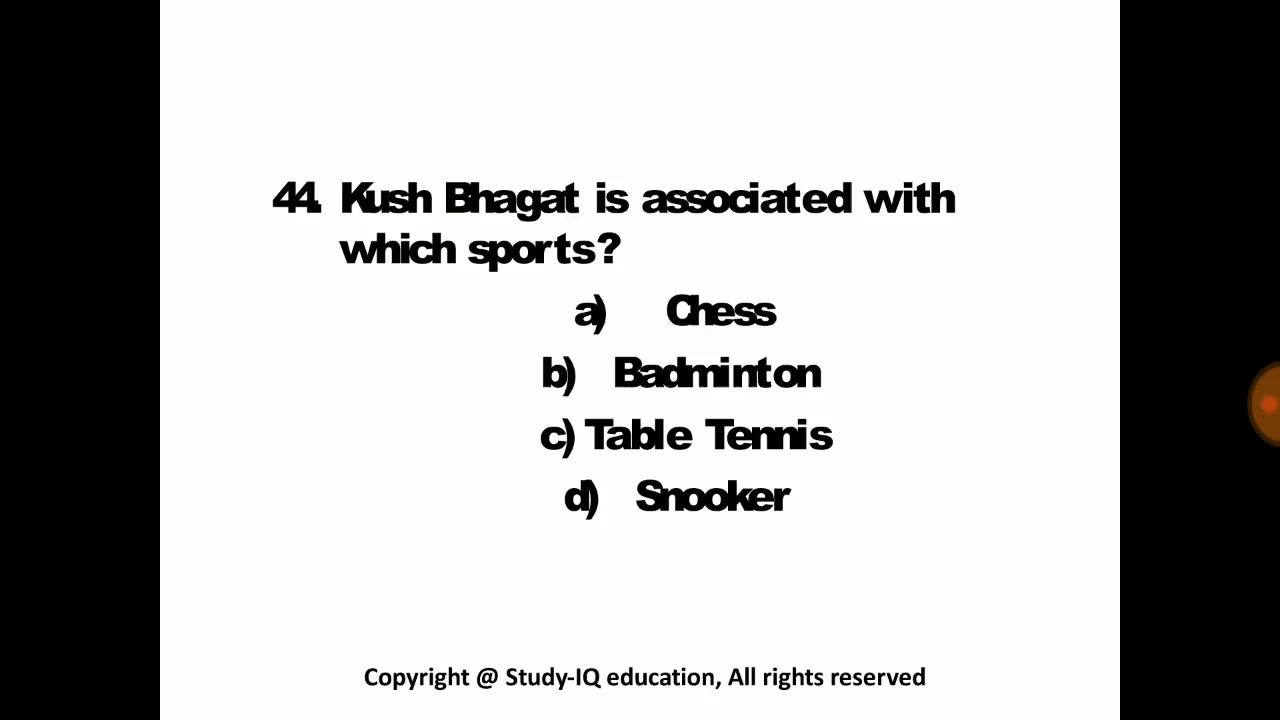 44. Kush Bhagat is associated with
which sports?
a) Chess
b) Badminton
c) Table Tennis
d) Snooker
Copyright @ Study-IQ education, All rights reserved